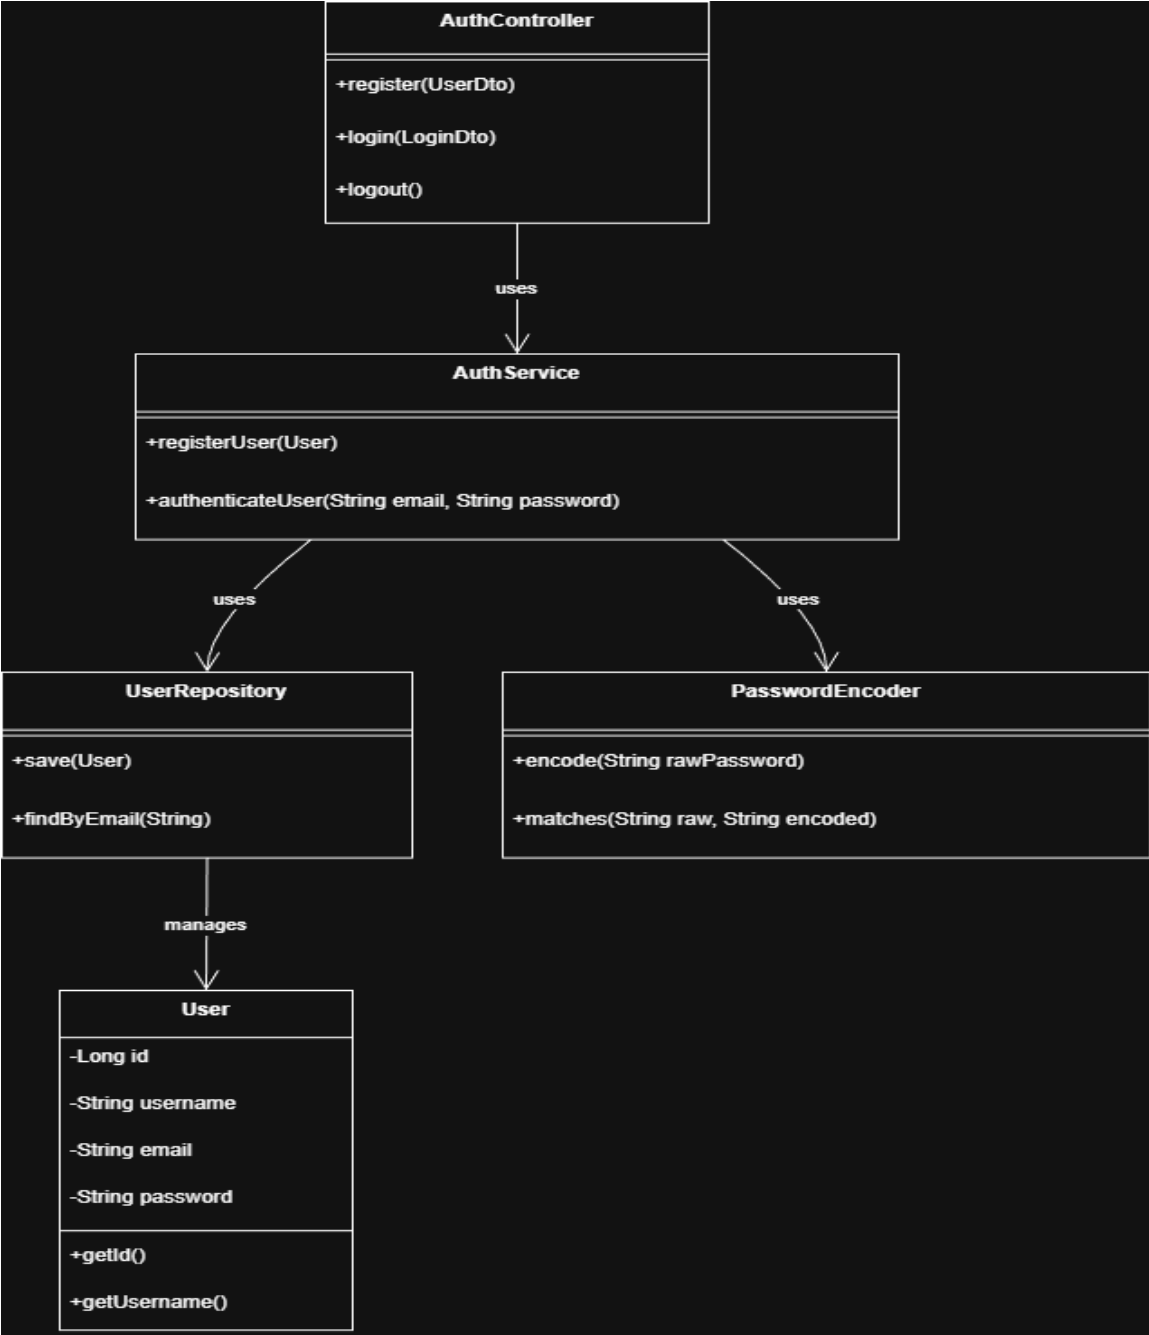 AuthController
+register(UserDto)
+login(LoginDto)
+logout()
uses
AuthService
+registerUser(User)
+authenticateUser(String email, String password)
uses
uses
UserRepository
+save(User)
+findByEmail(String)
PasswordEncoder
+encode(String rawPassword)
+matches(String raw, String encoded)
manages
User
-Long id
-String username
-String email
-String password
+getId()
+getUsername()